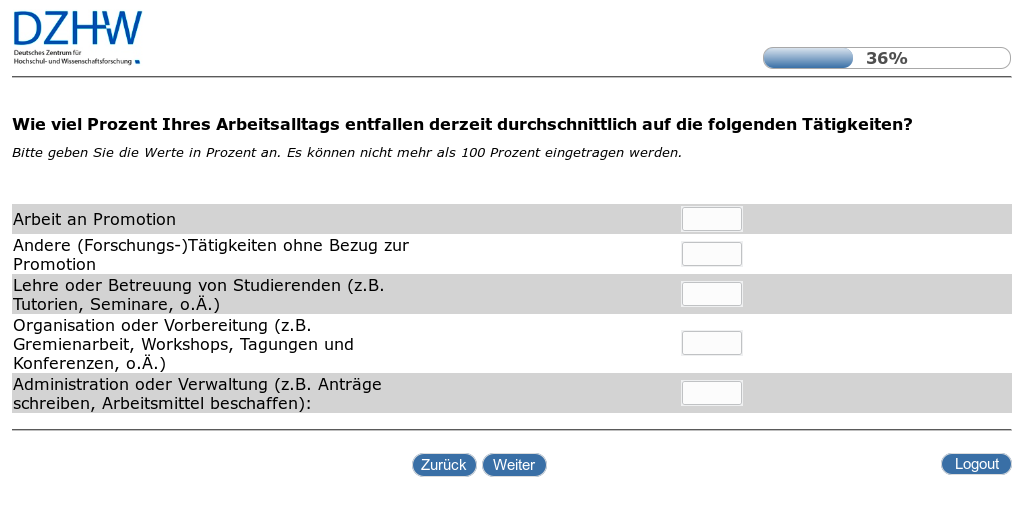 DZHW
Deutsches Zentrum für
Hochschul- und Wissenschaftsforschung
36%
Wie viel Prozent Ihres Arbeitsalltags entfallen derzeit durchschnittlich auf die folgenden Tätigkeiten?
Bitte geben Sie die Werte in Prozent an. Es können nicht mehr als 100 Prozent eingetragen werden.
Arbeit an Promotion
Andere (Forschungs-)Tätigkeiten ohne Bezug zur
Promotion
Lehre oder Betreuung von Studierenden (z.B.
Tutorien, Seminare, o.Ä.)
Organisation oder Vorbereitung (z.B.
Gremienarbeit, Workshops, Tagungen und
Konferenzen, o.Ä.)
Administration oder Verwaltung (z.B. Anträge
schreiben, Arbeitsmittel beschaffen):
Zurück Weiter Logout